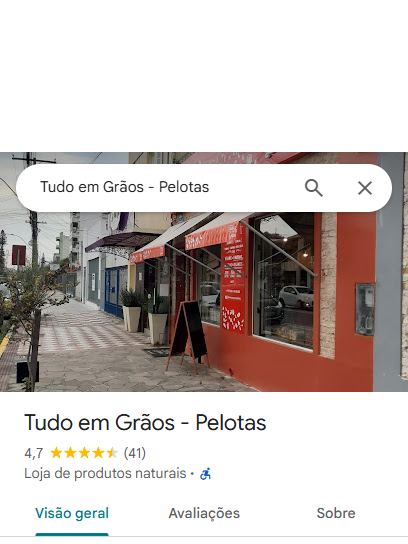 Tudo em Grãos - Pelotas
Tudo em Grãos - Pelotas
4,7 (41)
Loja de produtos naturais ·
Visão geral
Avaliações
Sobre